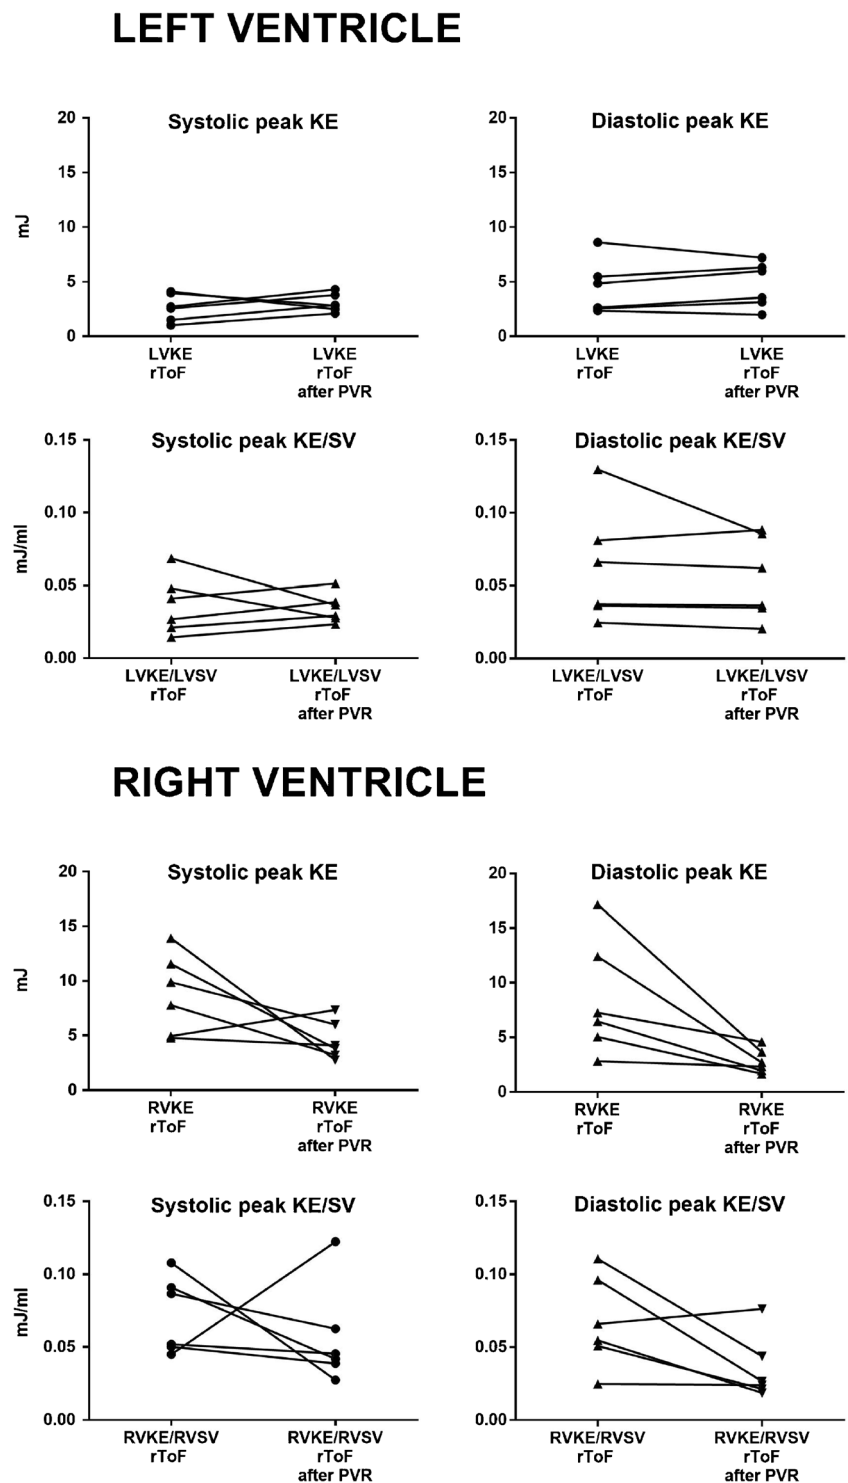 LEFT VENTRICLE
Systolic peak KE
mJ
20
15
10
5
0
LVKE
rToF
LVKE
rToF
after PVR
Diastolic peak KE
20
15
10
5
0
LVKE
rToF
LVKE
rToF
after PVR
Systolic peak KE/SV
mJ/ml
0.15
0.10
0.05
0.00
LVKE/LVSV
rToF
LVKE/LVSV
rToF
after PVR
Diastolic peak KE/SV
0.15
0.10
0.05
0.00
LVKE/LVSV
rToF
LVKE/LVSV
rToF
after PVR
RIGHT VENTRICLE
Systolic peak KE
mJ
20
15
10
5
0
RVKE
rToF
RVKE
rToF
after PVR
Diastolic peak KE
20
15
10
5
0
RVKE
rToF
RVKE
rToF
after PVR
Systolic peak KE/SV
mJ/ml
0.15
0.10
0.05
0.00
RVKE/RVSV
rToF
RVKE/RVSV
rToF
after PVR
Diastolic peak KE/SV
0.15
0.10
0.05
0.00
RVKE/RVSV
rToF
RVKE/RVSV
rToF
after PVR